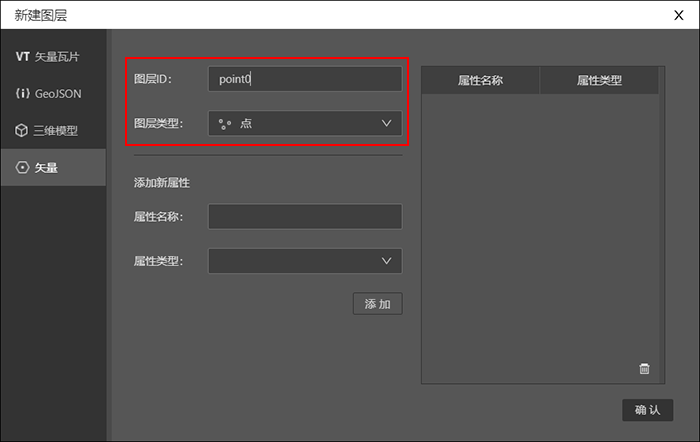 新建图层
X
VT 矢量瓦片
{i} GeoJSON
三维模型
矢量
图层ID：
point0
图层类型：
点
添加新属性
属性名称：
属性类型：
添 加
属性名称 属性类型
确 认